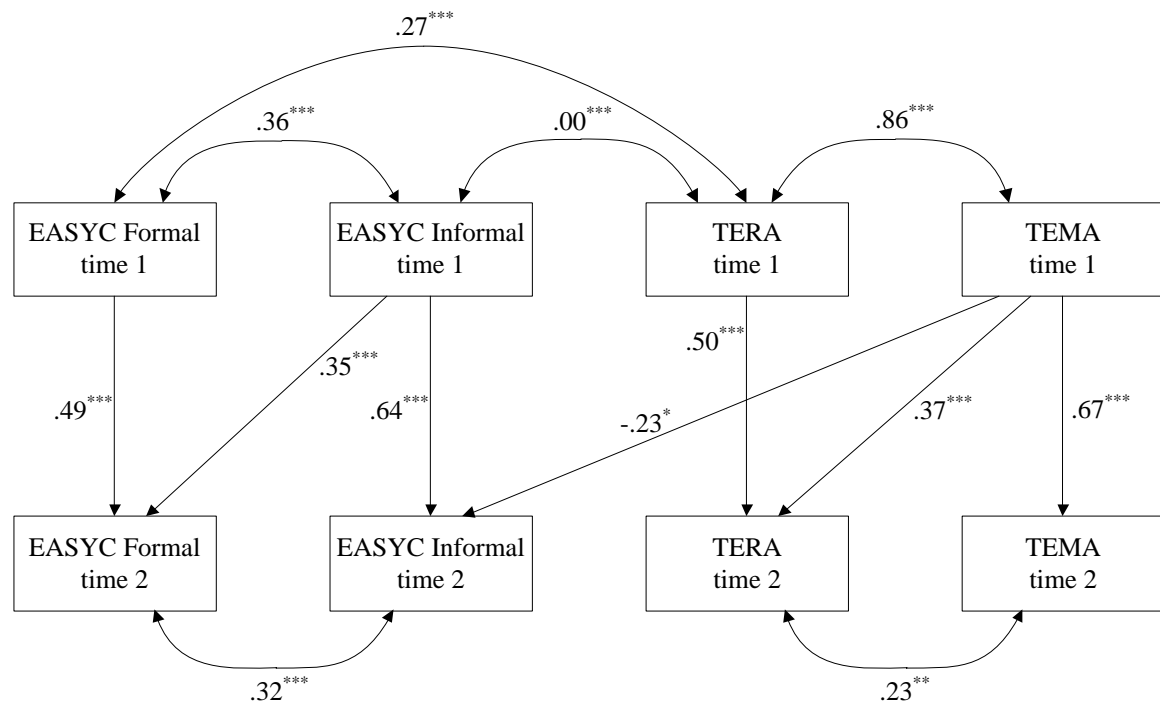 .27***
.36***
.00***
.86***
EASYC Formal
time 1
EASYC Informal
time 1
TERA
time 1
TEMA
time 1
.49***
.35***
.64***
-.23*
.50***
.37***
.67***
EASYC Formal
time 2
EASYC Informal
time 2
TERA
time 2
TEMA
time 2
.32***
.23**